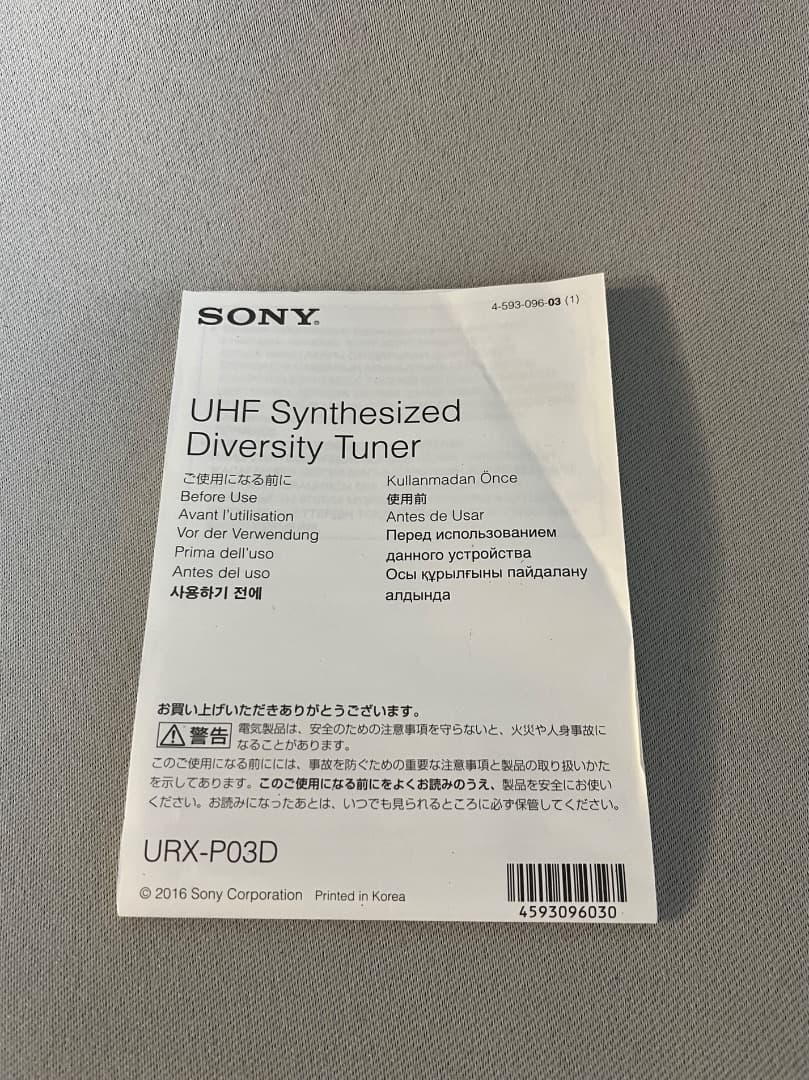 SONY®
4-593-096-03 (1)
UHF Synthesized
Diversity Tuner
ご使用になる前に
Before Use
Avant l'utilisation
Vor der Verwendung
Prima dell'uso
Antes del uso
사용하기 전에
Kullanmadan Önce
使用前
Antes de Usar
Перед использованием
данного устройства
Осы құрылғыны пайдалану
алдында
お買い上げいただきありがとうございます。
警告
電気製品は、安全のための注意事項を守らないと、火災や人身事故に
なることがあります。
このご使用になる前にには、事故を防ぐための重要な注意事項と製品の取り扱いかた
を示してあります。このご使用になる前にをよくお読みのうえ、製品を安全にお使い
ください。お読みになったあとは、いつでも見られるところに必ず保管してください。
URX-P03D
© 2016 Sony Corporation Printed in Korea
4593096030